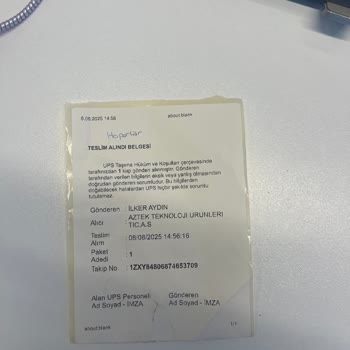 8.08.2025 14:56
about:blank
Hoparlör
TESLİM ALINDI BELGESİ
UPS Taşıma Hüküm ve Koşulları çerçevesinde
tarafınızdan 1 kap gönderi alınmıştır. Gönderen
tarafından verilen bilgilerin eksik veya yanlış olmasından
doğrudan gönderen sorumludur. Bu bilgilerden
doğabilecek hatalardan UPS hiçbir şekilde sorumlu
tutulamaz.
Gönderen : İLKER AYDIN
Alıcı : AZTEK TEKNOLOJİ ÜRÜNLERİ
TİC.A.S
Teslim
Alım : 08/08/2025 14:56:18
Paket
Adedi : 1
Takip No : 1ZXY84806874653709
Alan UPS Personeli Gönderen
Ad Soyad - İMZA Ad Soyad - İMZA
about:blank
1/1